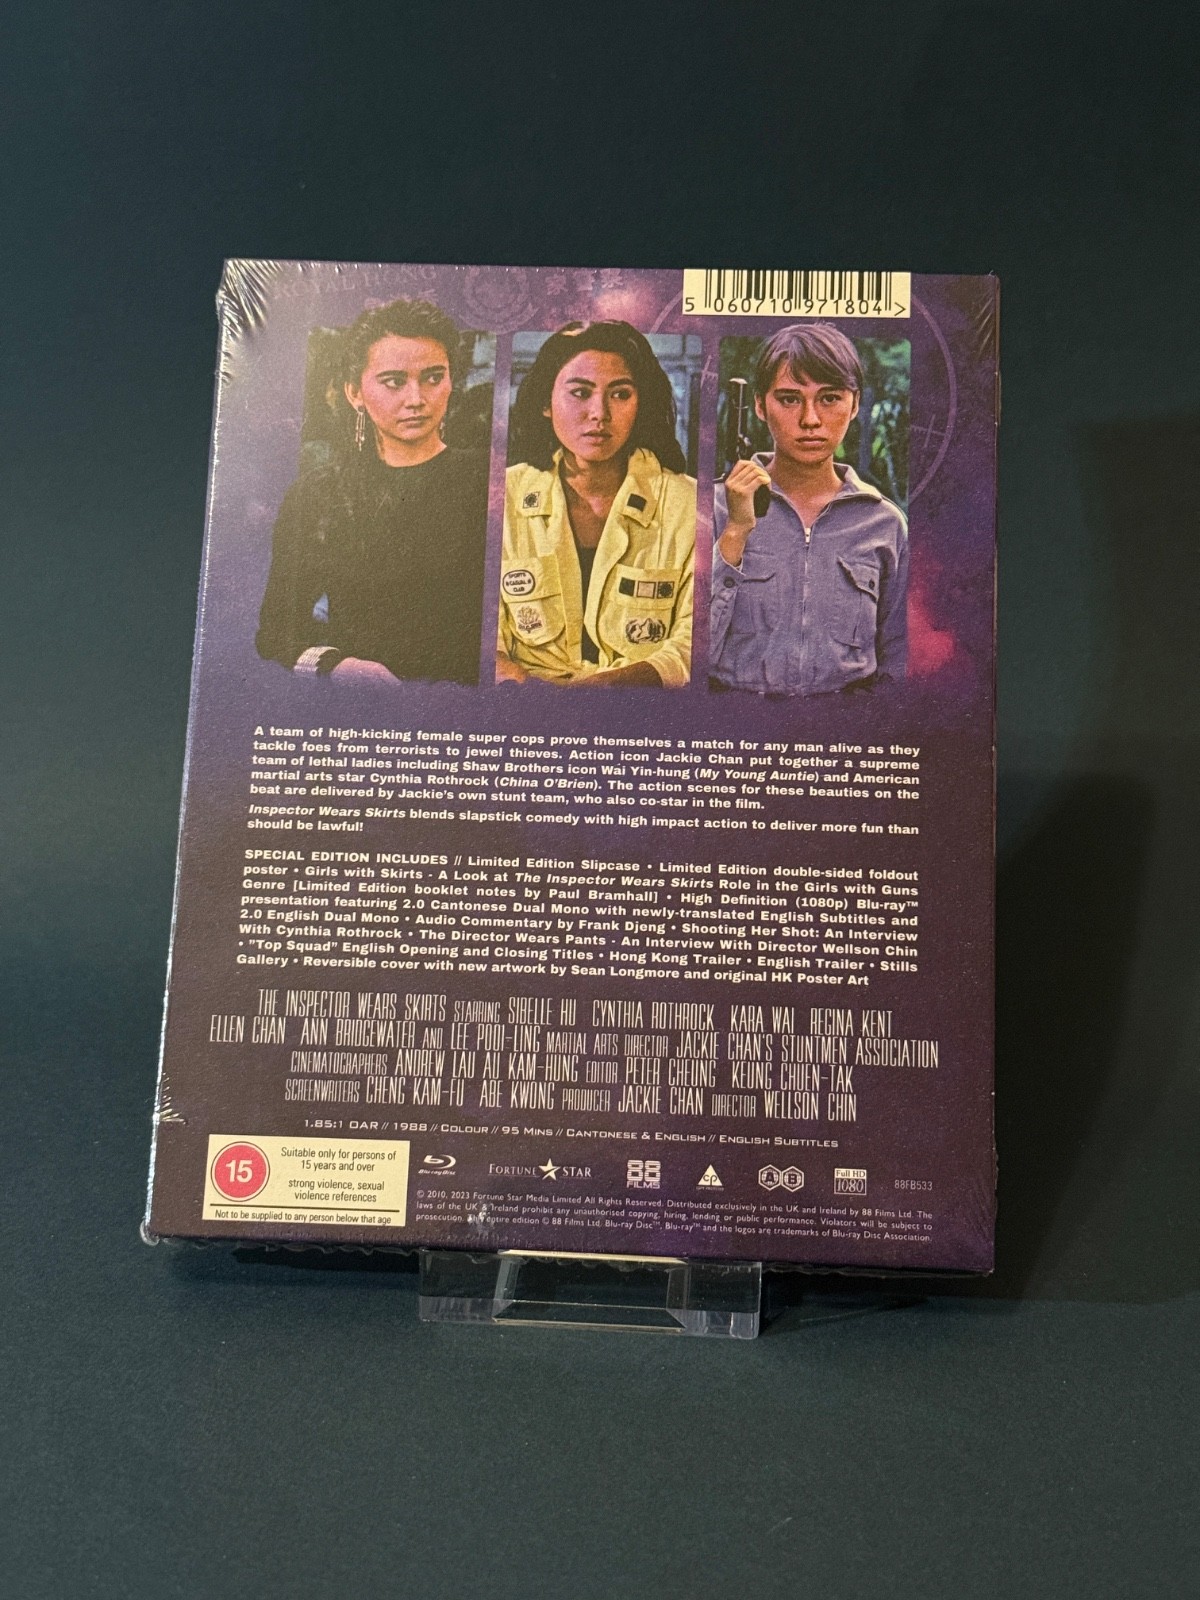 ROYAL HONG
5 060710 971804 >
SPORTS
CASUAL
CLUB
A team of high-kicking female super cops prove themselves a match for any man alive as they
tackle foes from terrorists to jewel thieves. Action icon Jackie Chan put together a supreme
team of lethal ladies including Shaw Brothers icon Wai Yin-hung (My Young Auntie) and American
martial arts star Cynthia Rothrock (China O'Brien). The action scenes for these beauties on the
beat are delivered by Jackie's own stunt team, who also co-star in the film.
Inspector Wears Skirts blends slapstick comedy with high impact action to deliver more fun than
should be lawful!
SPECIAL EDITION INCLUDES // Limited Edition Slipcase • Limited Edition double-sided foldout
poster • Girls with Skirts - A Look at The Inspector Wears Skirts Role in the Girls with Guns
Genre [Limited Edition booklet notes by Paul Bramhall] • High Definition (1080p) Blu-ray™
presentation featuring 2.0 Cantonese Dual Mono with newly-translated English Subtitles and
2.0 English Dual Mono • Audio Commentary by Frank Djeng • Shooting Her Shot: An Interview
With Cynthia Rothrock • The Director Wears Pants - An Interview With Director Wellson Chin
• "Top Squad" English Opening and Closing Titles • Hong Kong Trailer • English Trailer • Stills
Gallery • Reversible cover with new artwork by Sean Longmore and original HK Poster Art
THE INSPECTOR WEARS SKIRTS STARRING SIBELLE HU CYNTHIA ROTHROCK KARA WAI REGINA KENT
ELLEN CHAN ANN BRIDGEWATER AND LEE POOI-LING MARTIAL ARTS DIRECTOR JACKIE CHAN'S STUNTMEN ASSOCIATION
CINEMATOGRAPHERS ANDREW LAU AU KAM-HUNG EDITOR PETER CHEUNG KEUNG CHUEN-TAK
SCREENWRITERS CHENG KAM-FU ABE KWONG PRODUCER JACKIE CHAN DIRECTOR WELLSON CHIN
1.85:1 OAR // 1988 // Colour // 95 Mins // Cantonese & English // English Subtitles
15
Suitable only for persons of
15 years and over
strong violence, sexual
violence references
Not to be supplied to any person below that age
Blu-ray Disc
FORTUNE STAR
88
FILMS
cp
A B
Full HD
1080
88FB533
© 2010, 2023 Fortune Star Media Limited All Rights Reserved. Distributed exclusively in the UK and Ireland by 88 Films Ltd. The
laws of the UK & Ireland prohibit any unauthorised copying, hiring, lending or public performance. Violators will be subject to
prosecution. The entire edition © 88 Films Ltd. Blu-ray Disc™, Blu-ray™ and the logos are trademarks of Blu-ray Disc Association.